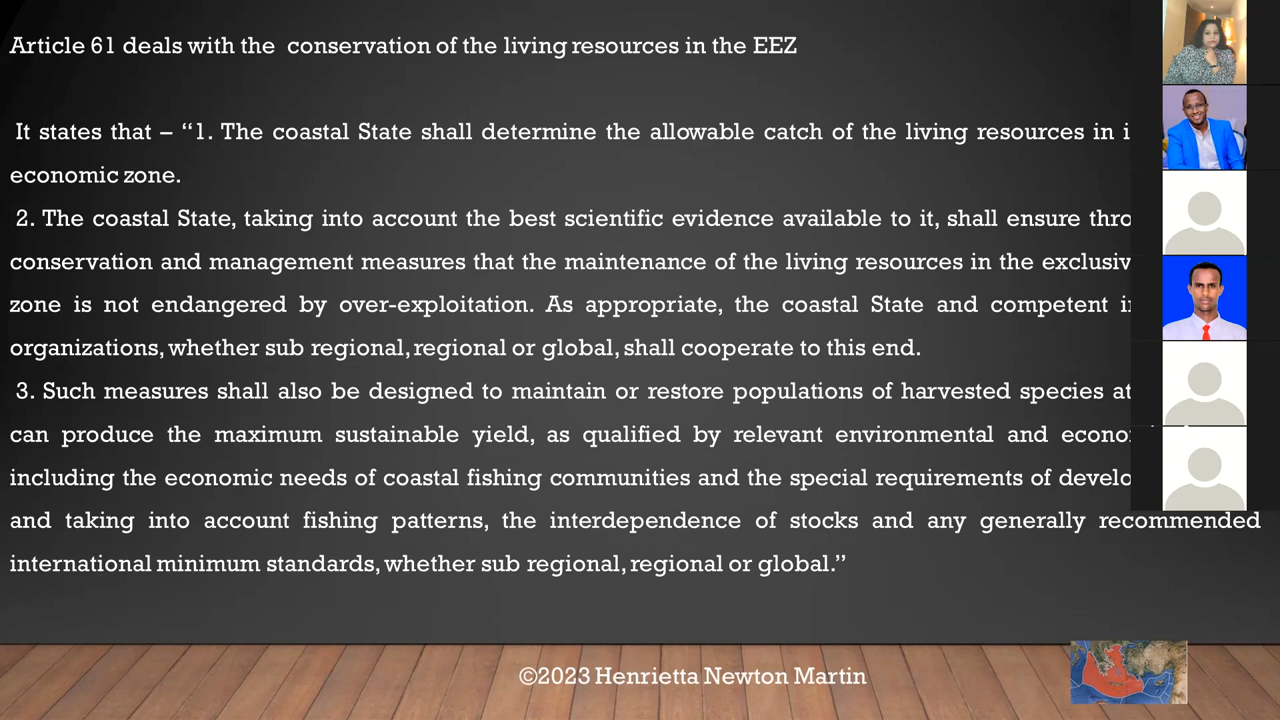 Article 61 deals with the conservation of the living resources in the EEZ
It states that – “1. The coastal State shall determine the allowable catch of the living resources in
economic zone.
2. The coastal State, taking into account the best scientific evidence available to it, shall ensure
conservation and management measures that the maintenance of the living resources in the
zone is not endangered by over-exploitation. As appropriate, the coastal State and competent
organizations, whether sub regional, regional or global, shall cooperate to this end.
3. Such measures shall also be designed to maintain or restore populations of harvested species at
can produce the maximum sustainable yield, as qualified by relevant environmental and
including the economic needs of coastal fishing communities and the special requirements of
and taking into account fishing patterns, the interdependence of stocks and any generally recommended
international minimum standards, whether sub regional, regional or global.”
©2023 Henrietta Newton Martin